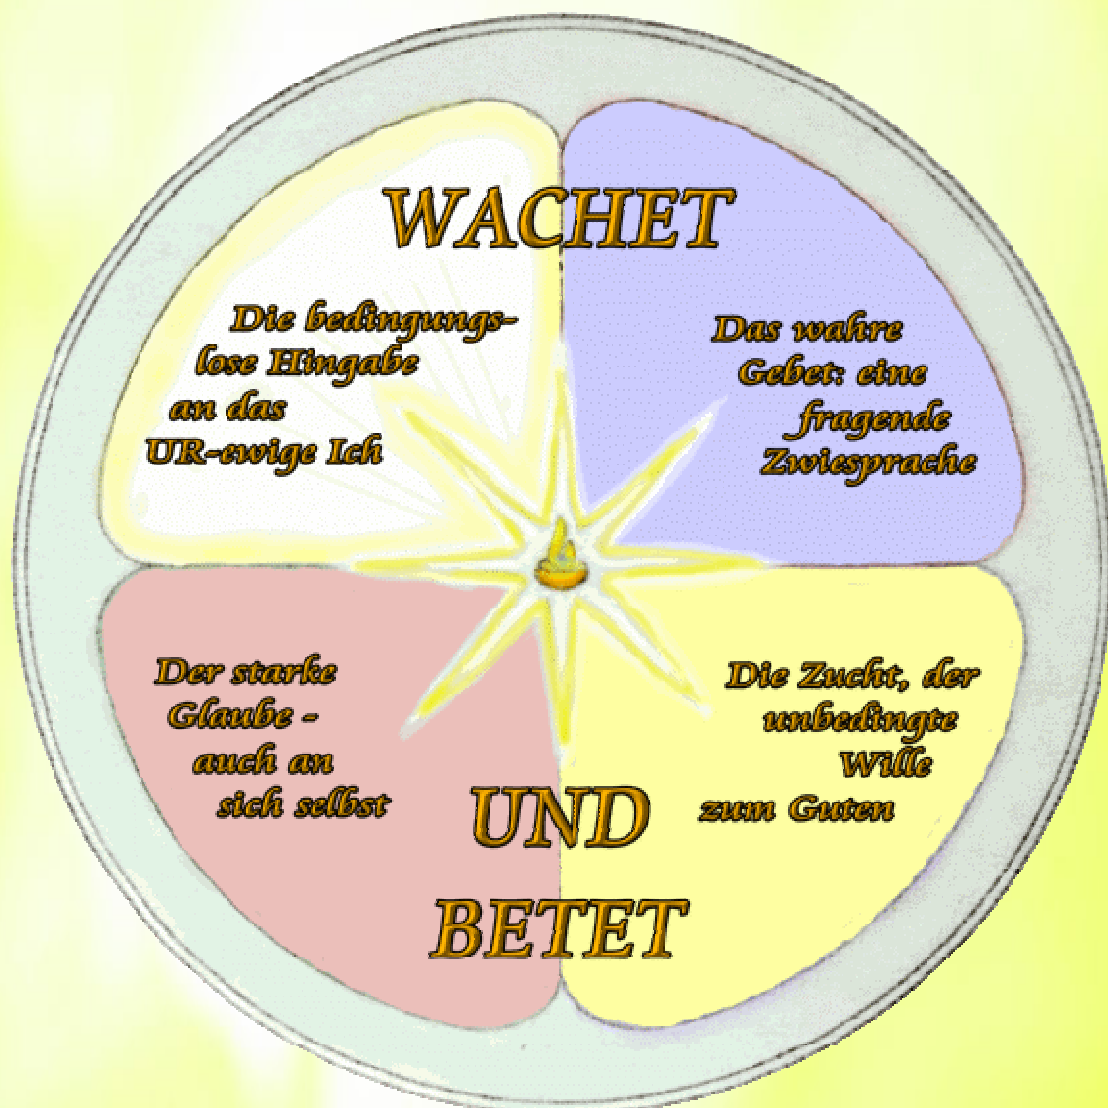 WACHET
Die bedingungs-
lose Hingabe
an das
UR-ewige Ich
Das wahre
Gebet: eine
fragende
Zwiesprache
Der starke
Glaube -
auch an
sich selbst
Die Zucht, der
unbedingte
Wille
zum Guten
UND
BETET